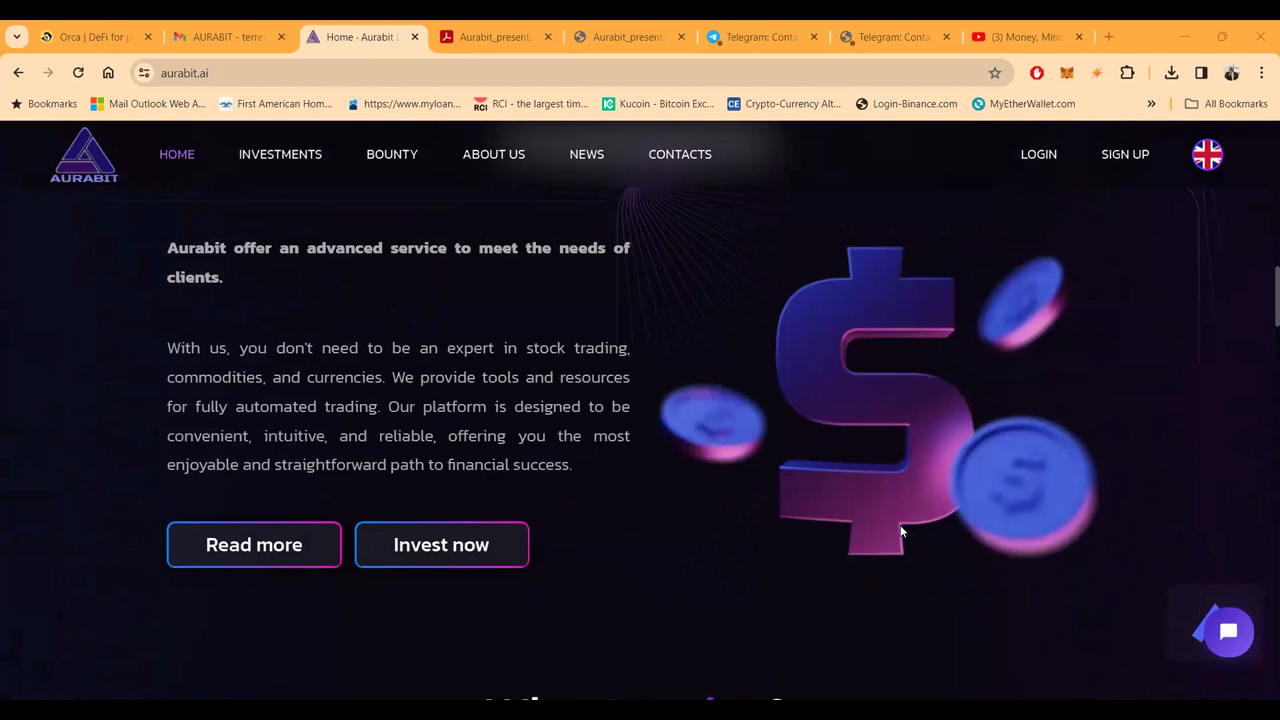 Orca | DeFi for p
AURABIT - terre
Home · Aurabit L
Aurabit_present
Aurabit_present
Telegram: Conta
Telegram: Conta
(3) Money, Mini
aurabit.ai
Bookmarks
Mail Outlook Web A...
First American Hom...
https://www.myloan...
RCI - the largest tim...
Kucoin - Bitcoin Exc...
Crypto-Currency Alt...
Login-Binance.com
MyEtherWallet.com
All Bookmarks
AURABIT
HOME
INVESTMENTS
BOUNTY
ABOUT US
NEWS
CONTACTS
LOGIN
SIGN UP
Aurabit offer an advanced service to meet the needs of
clients.
With us, you don't need to be an expert in stock trading,
commodities, and currencies. We provide tools and resources
for fully automated trading. Our platform is designed to be
convenient, intuitive, and reliable, offering you the most
enjoyable and straightforward path to financial success.
Read more
Invest now